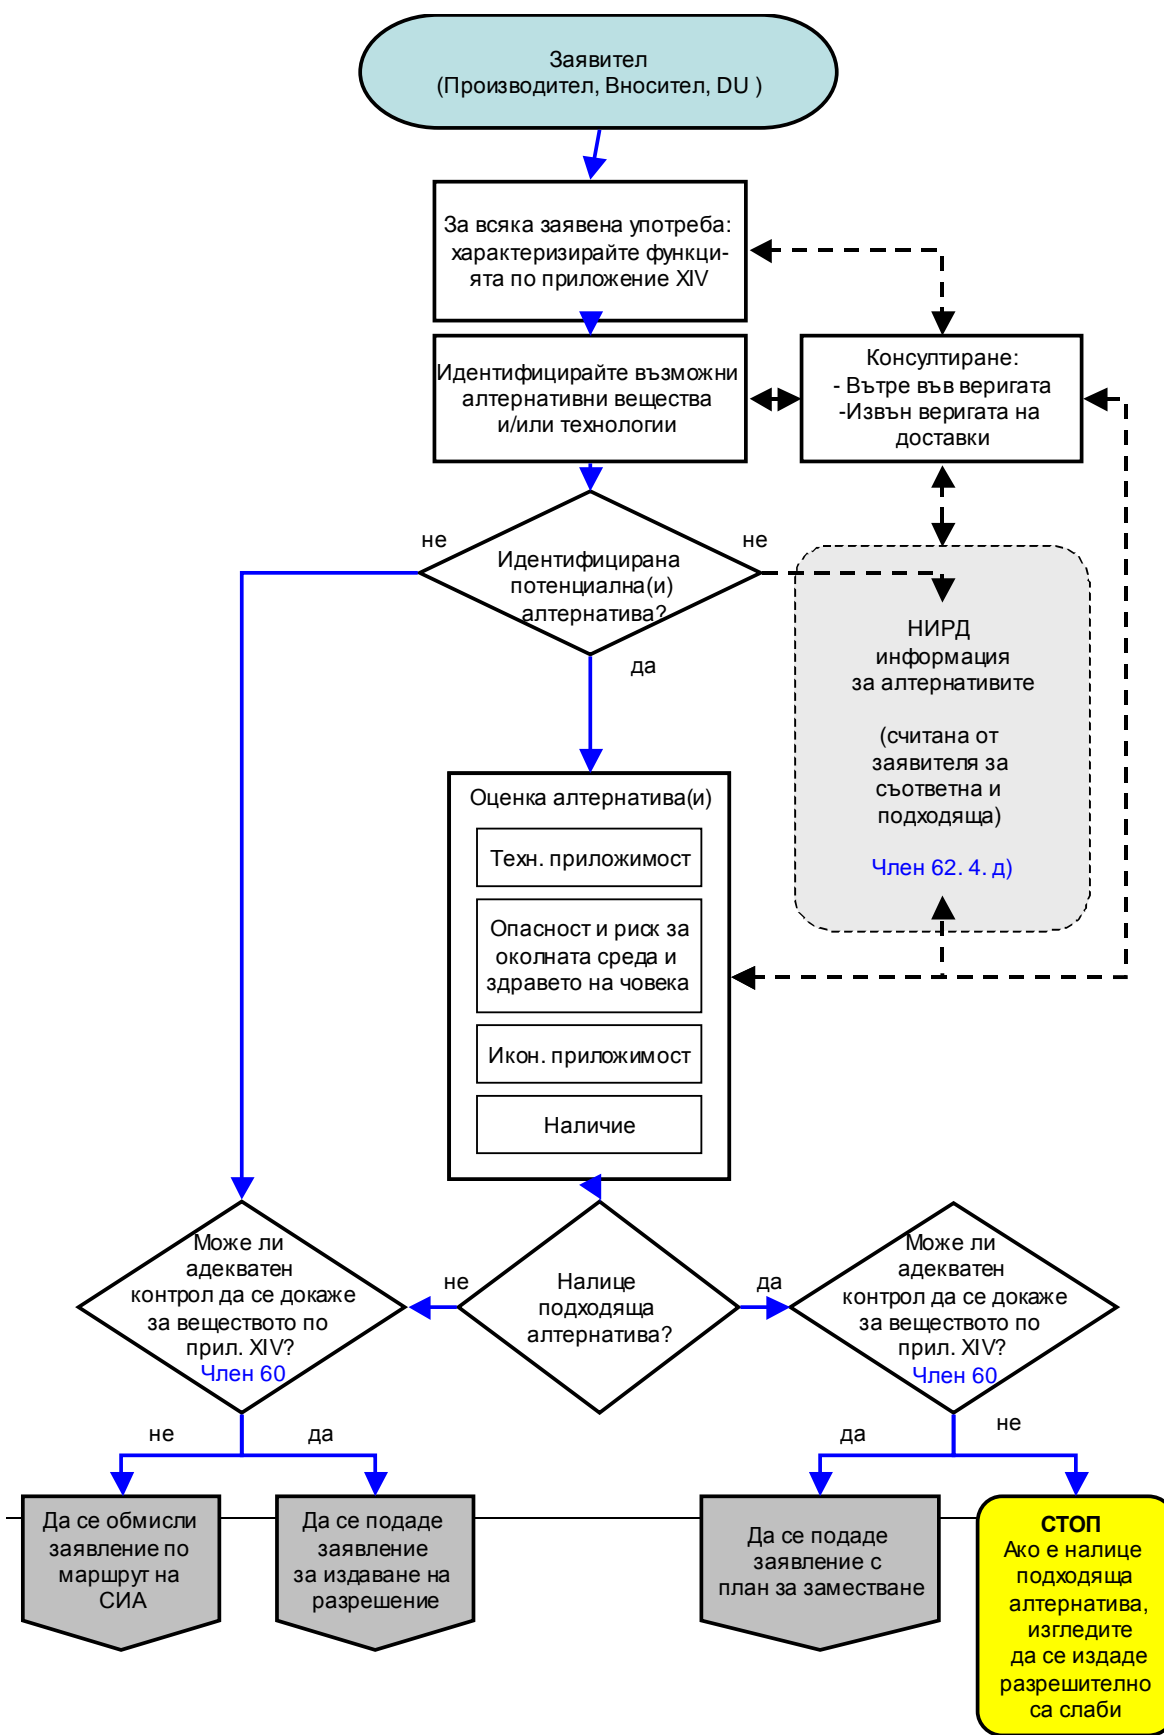 Заявител
(Производител, Вносител, DU )
За всяка заявена употреба:
характеризирайте функци-
ята по приложение XIV
Идентифицирайте възможни
алтернативни вещества
и/или технологии
Консултиране:
- Вътре във веригата
-Извън веригата на
доставки
не
не
Идентифицирана
потенциална(и)
алтернатива?
да
НИРД
информация
за алтернативите
(считана от
заявителя за
съответна и
подходяща)
Член 62. 4. д)
Оценка алтернатива(и)
Техн. приложимост
Опасност и риск за
околната среда и
здравето на човека
Икон. приложимост
Наличие
Може ли
адекватен
контрол да се докаже
за веществото по
прил. XIV?
Член 60
не
Налице
подходяща
алтернатива?
да
Може ли
адекватен
контрол да се докаже
за веществото по
прил. XIV?
Член 60
не
да
да
не
Да се обмисли
заявление по
маршрут на
СИА
Да се подаде
заявление
за издаване на
разрешение
Да се подаде
заявление с
план за заместване
СТОП
Ако е налице
подходяща
алтернатива,
изгледите
да се издаде
разрешително
са слаби